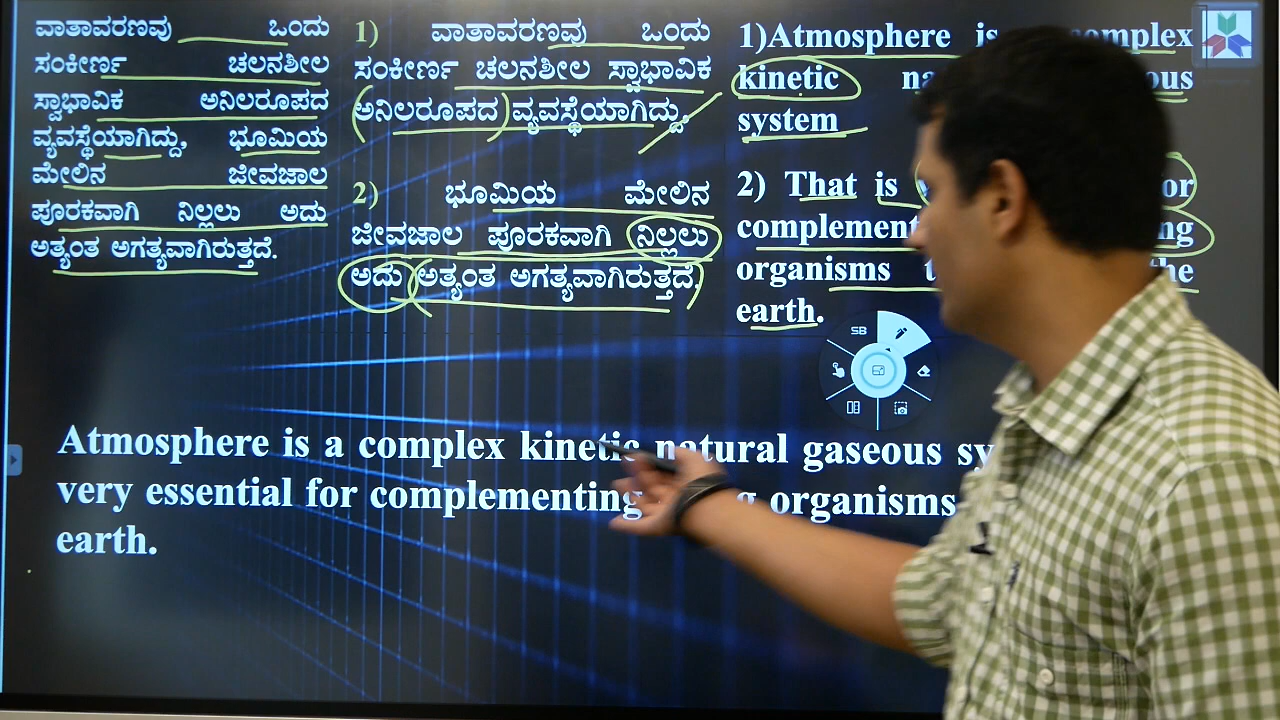 ವಾತಾವರಣವು ಒಂದು
ಸಂಕೀರ್ಣ ಚಲನಶೀಲ
ಸ್ವಾಭಾವಿಕ ಅನಿಲರೂಪದ
ವ್ಯವಸ್ಥೆಯಾಗಿದ್ದು, ಭೂಮಿಯ
ಮೇಲಿನ ಜೀವಜಾಲ
ಪೂರಕವಾಗಿ ನಿಲ್ಲಲು ಅದು
ಅತ್ಯಂತ ಅಗತ್ಯವಾಗಿರುತ್ತದೆ.
1) ವಾತಾವರಣವು ಒಂದು
ಸಂಕೀರ್ಣ ಚಲನಶೀಲ ಸ್ವಾಭಾವಿಕ
ಅನಿಲರೂಪದ ವ್ಯವಸ್ಥೆಯಾಗಿದ್ದು,
2) ಭೂಮಿಯ ಮೇಲಿನ
ಜೀವಜಾಲ ಪೂರಕವಾಗಿ ನಿಲ್ಲಲು
ಅದು ಅತ್ಯಂತ ಅಗತ್ಯವಾಗಿರುತ್ತದೆ.
1)Atmosphere is complex
kinetic
system
2) That is
organisms
earth.
SB
Atmosphere is a complex kinetic natural gaseous
very essential for complementing organisms
earth.